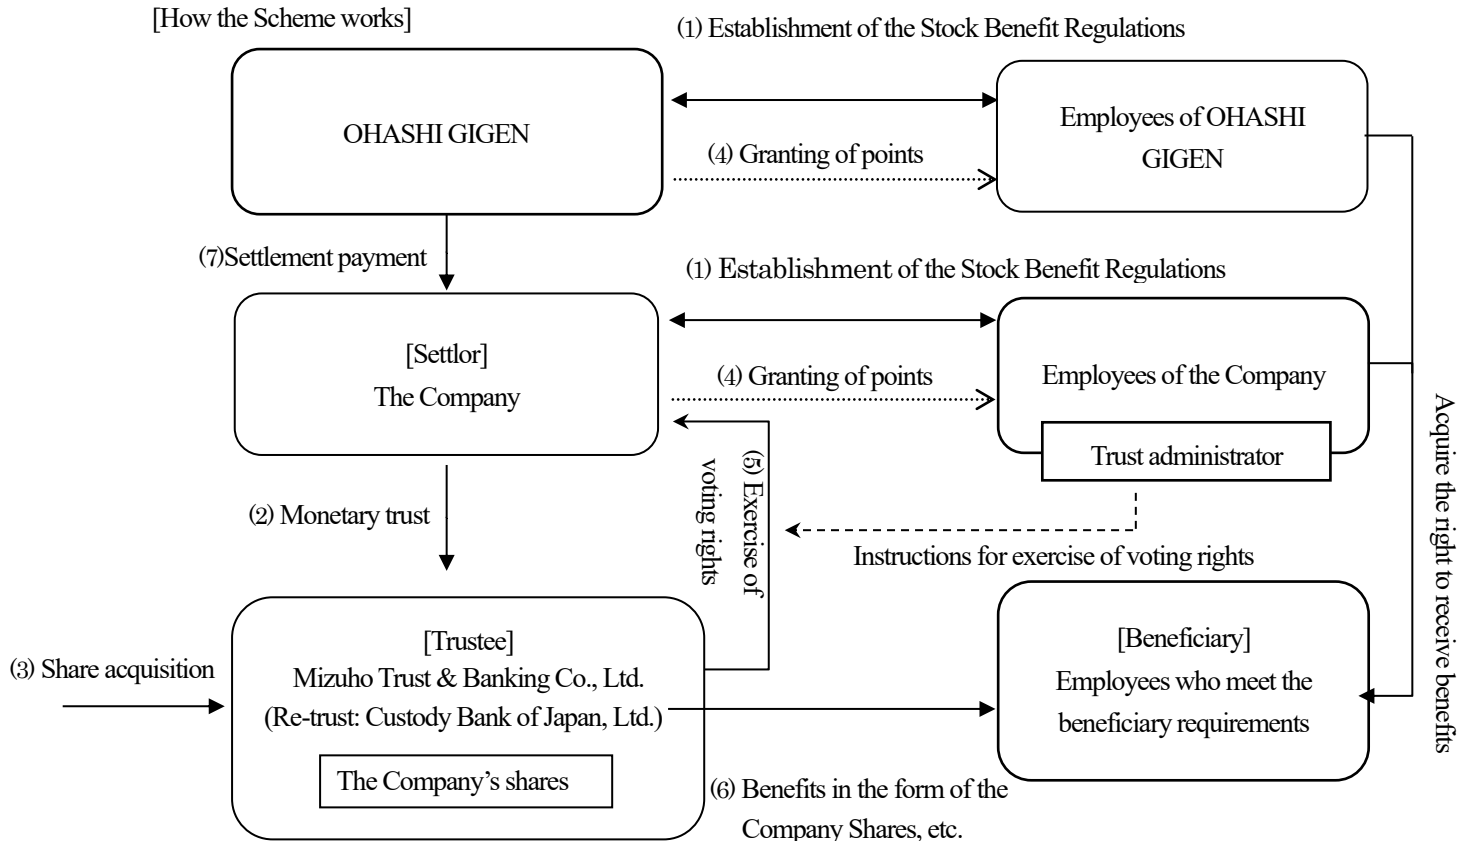 [How the Scheme works]
(1) Establishment of the Stock Benefit Regulations
OHASHI GIGEN
Employees of OHASHI
GIGEN
(4) Granting of points
(7)Settlement payment
(1) Establishment of the Stock Benefit Regulations
[Settlor]
The Company
(4) Granting of points
Employees of the Company
Trust administrator
(2) Monetary trust
(5) Exercise of
voting rights
Instructions for exercise of voting rights
Acquire the right to receive benefits
(3) Share acquisition
[Trustee]
Mizuho Trust & Banking Co., Ltd.
(Re-trust: Custody Bank of Japan, Ltd.)
The Company’s shares
[Beneficiary]
Employees who meet the
beneficiary requirements
(6) Benefits in the form of the
Company Shares, etc.